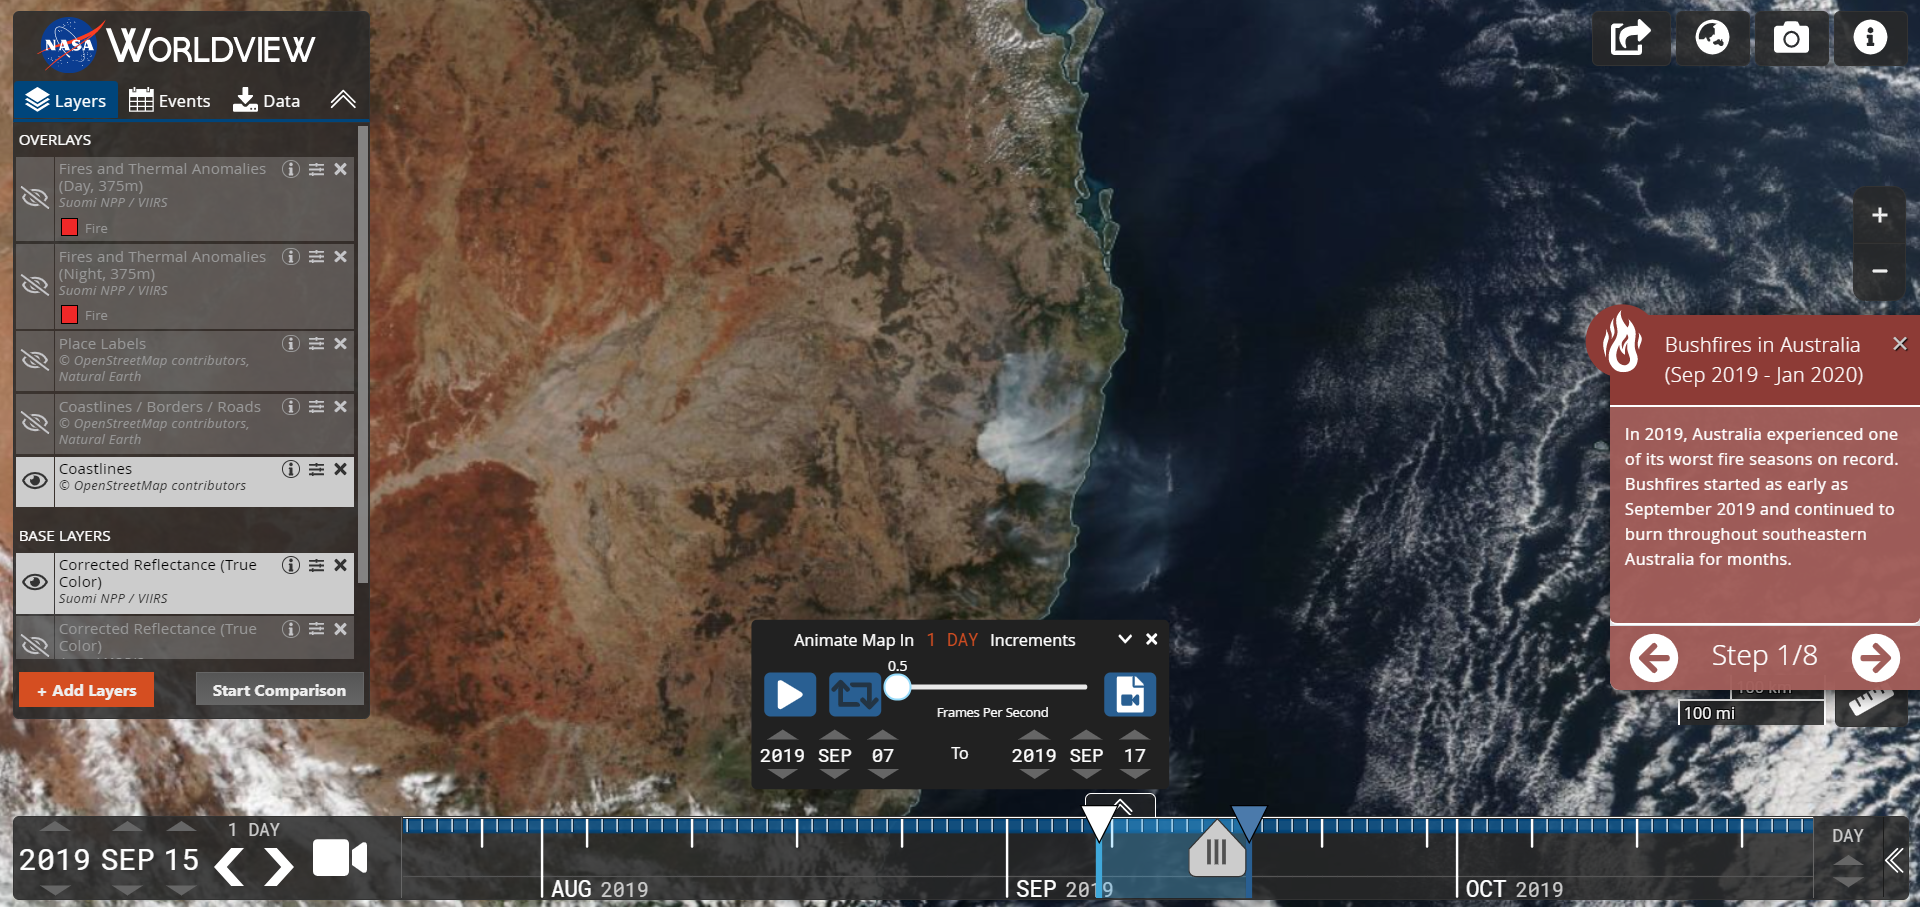 NASA WORLDVIEW
Layers
Events
Data
OVERLAYS
Fires and Thermal Anomalies
(Day, 375m)
Suomi NPP / VIIRS
Fire
Fires and Thermal Anomalies
(Night, 375m)
Suomi NPP / VIIRS
Fire
Place Labels
© OpenStreetMap contributors,
Natural Earth
Coastlines / Borders / Roads
© OpenStreetMap contributors,
Natural Earth
Coastlines
© OpenStreetMap contributors
BASE LAYERS
Corrected Reflectance (True
Color)
Suomi NPP / VIIRS
Corrected Reflectance (True
Color)
+ Add Layers
Start Comparison
Bushfires in Australia
(Sep 2019 - Jan 2020)
In 2019, Australia experienced one
of its worst fire seasons on record.
Bushfires started as early as
September 2019 and continued to
burn throughout southeastern
Australia for months.
Step 1/8
100 mi
Animate Map In 1 DAY Increments
0.5
Frames Per Second
2019 SEP 07 To 2019 SEP 17
1 DAY
2019 SEP 15
AUG 2019
SEP 2019
OCT 2019
DAY